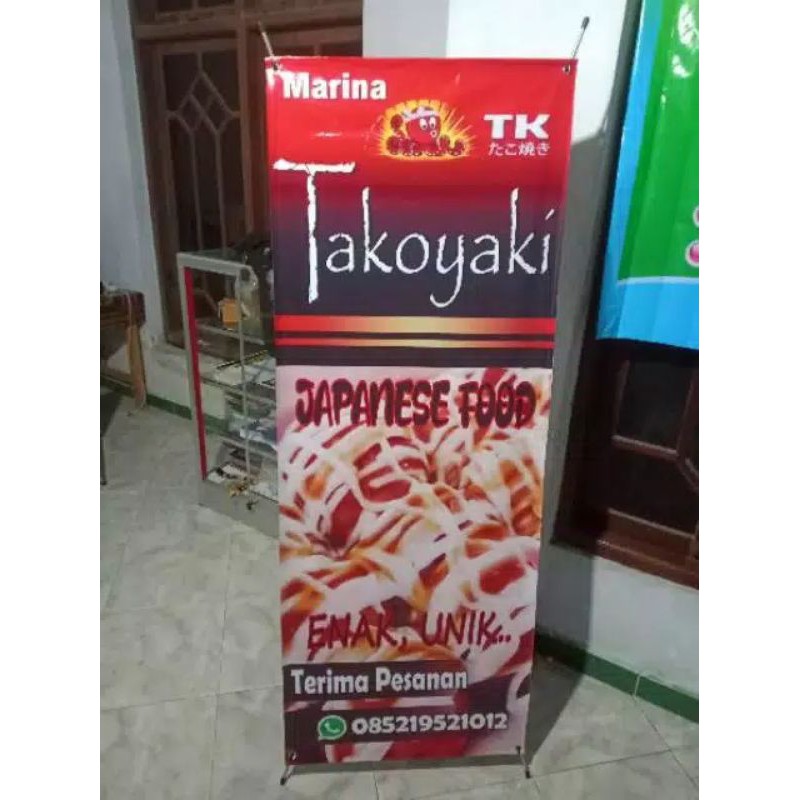 Marina
TK
たこ焼き
Takoyaki
JAPANESE FOOD
ENAK, UNIK..
Terima Pesanan
085219521012